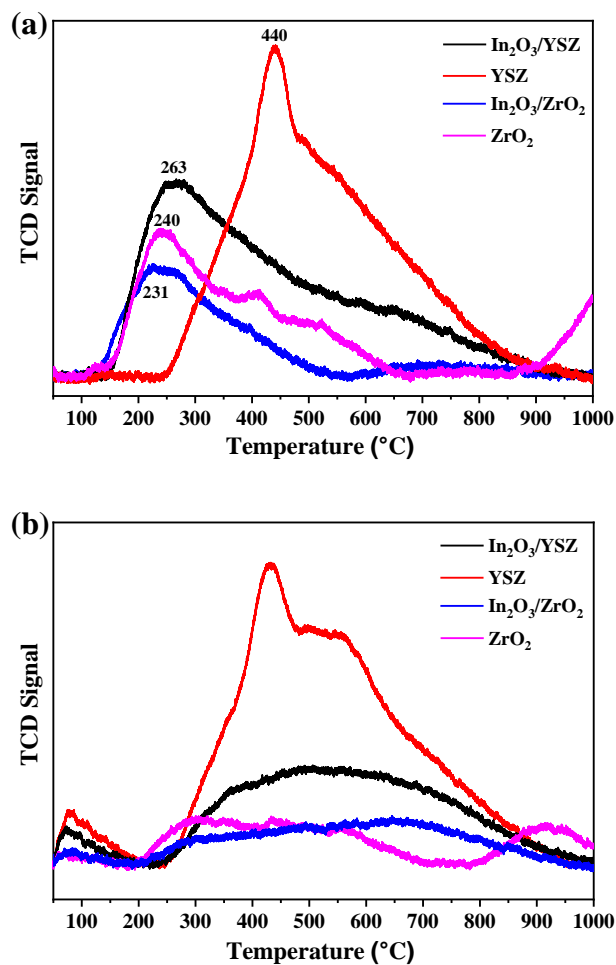 (a)
440
In₂O₃/YSZ
YSZ
In₂O₃/ZrO₂
ZrO₂
263
240
231
TCD Signal
100 200 300 400 500 600 700 800 900 1000
Temperature (°C)
(b)
In₂O₃/YSZ
YSZ
In₂O₃/ZrO₂
ZrO₂
TCD Signal
100 200 300 400 500 600 700 800 900 1000
Temperature (°C)